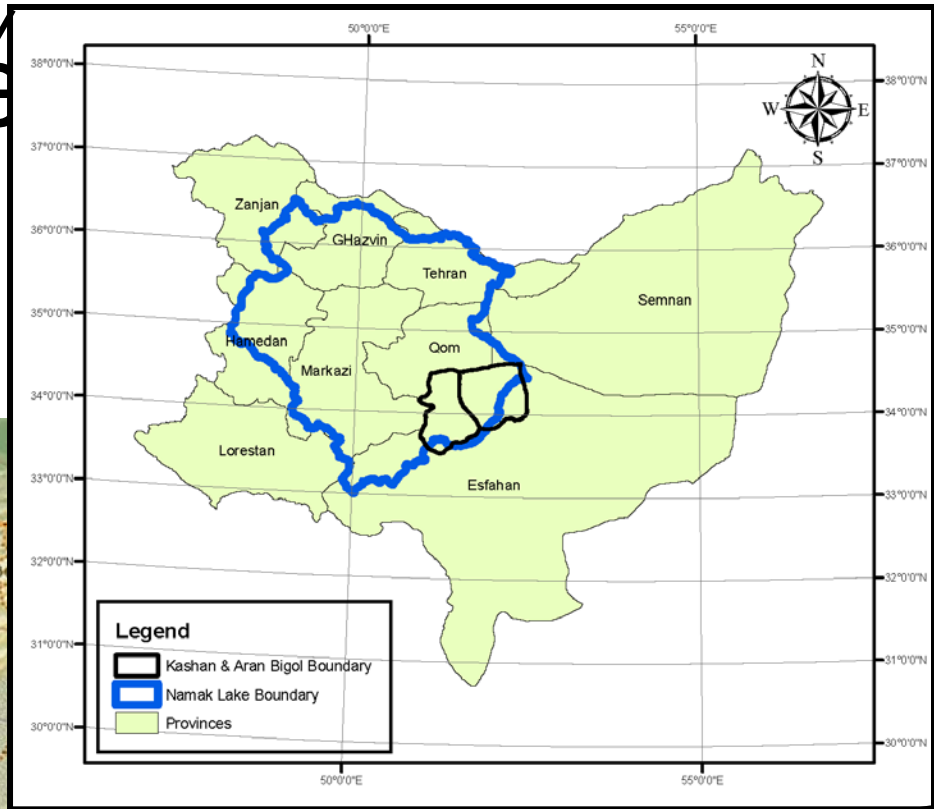 50°0'0"E 55°0'0"E
38°0'0"N 38°0'0"N
N
W E
S
37°0'0"N 37°0'0"N
Zanjan
36°0'0"N 36°0'0"N
GHazvin
Tehran
Semnan
35°0'0"N 35°0'0"N
Hamedan
Qom
Markazi
34°0'0"N 34°0'0"N
Lorestan
33°0'0"N 33°0'0"N
Esfahan
32°0'0"N 32°0'0"N
31°0'0"N 31°0'0"N
30°0'0"N 30°0'0"N
Legend
Kashan & Aran Bigol Boundary
Namak Lake Boundary
Provinces
50°0'0"E 55°0'0"E